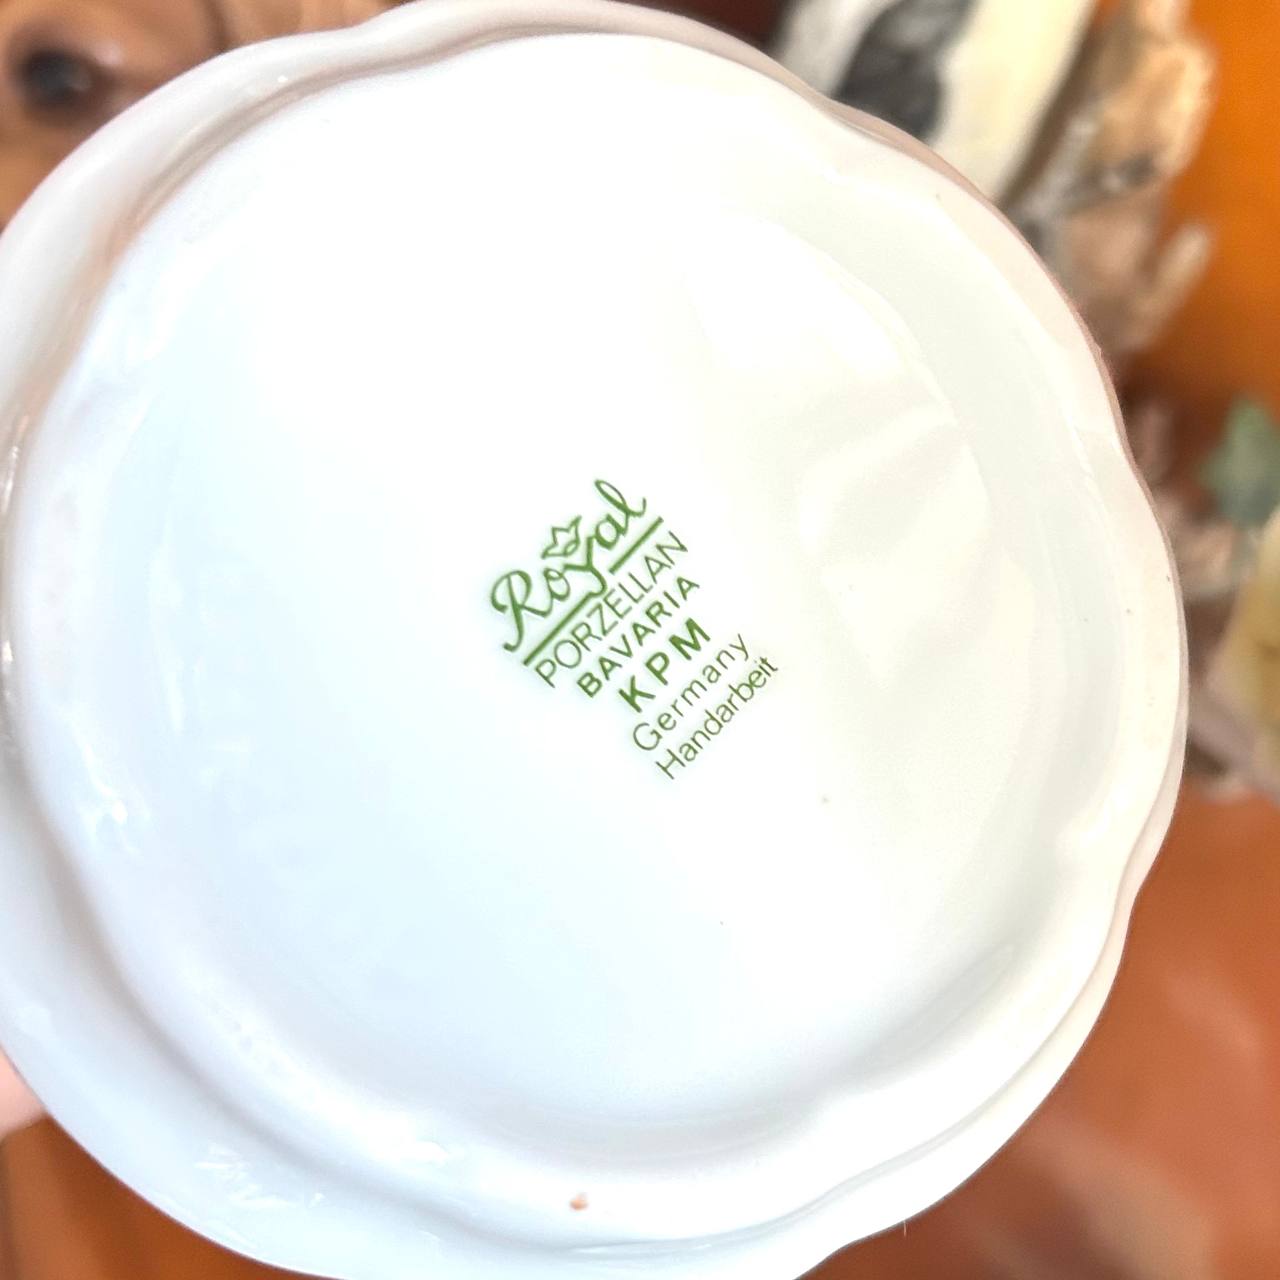 Royal
PORZELLAN
BAVARIA
KPM
Germany
Handarbeit